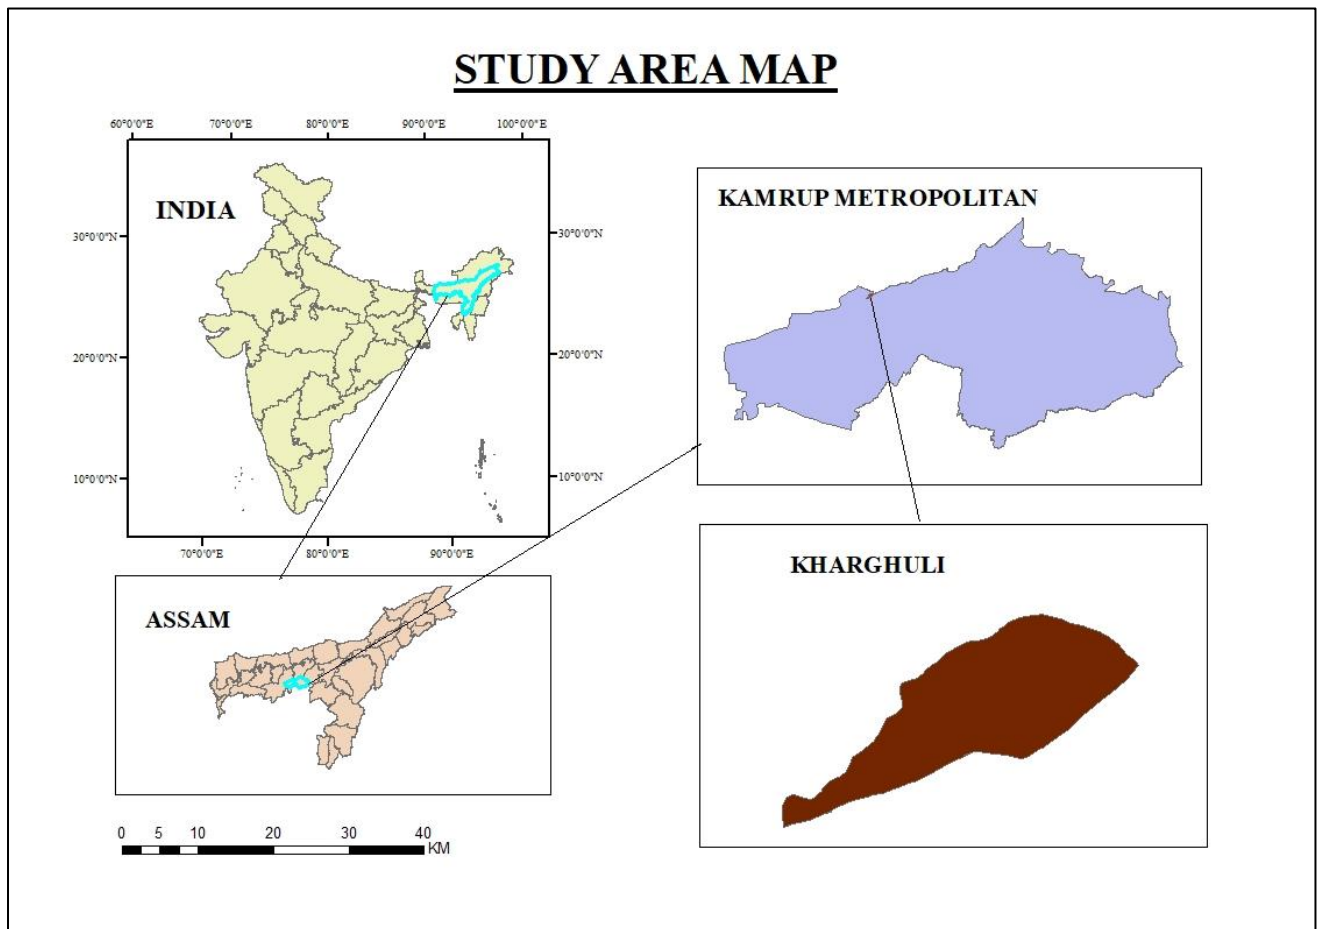 STUDY AREA MAP
60°0'0"E 70°0'0"E 80°0'0"E 90°0'0"E 100°0'0"E
INDIA
30°0'0"N
30°0'0"N
20°0'0"N
20°0'0"N
10°0'0"N
10°0'0"N
70°0'0"E 80°0'0"E 90°0'0"E
KAMRUP METROPOLITAN
ASSAM
KHARGHULI
0 5 10 20 30 40
KM